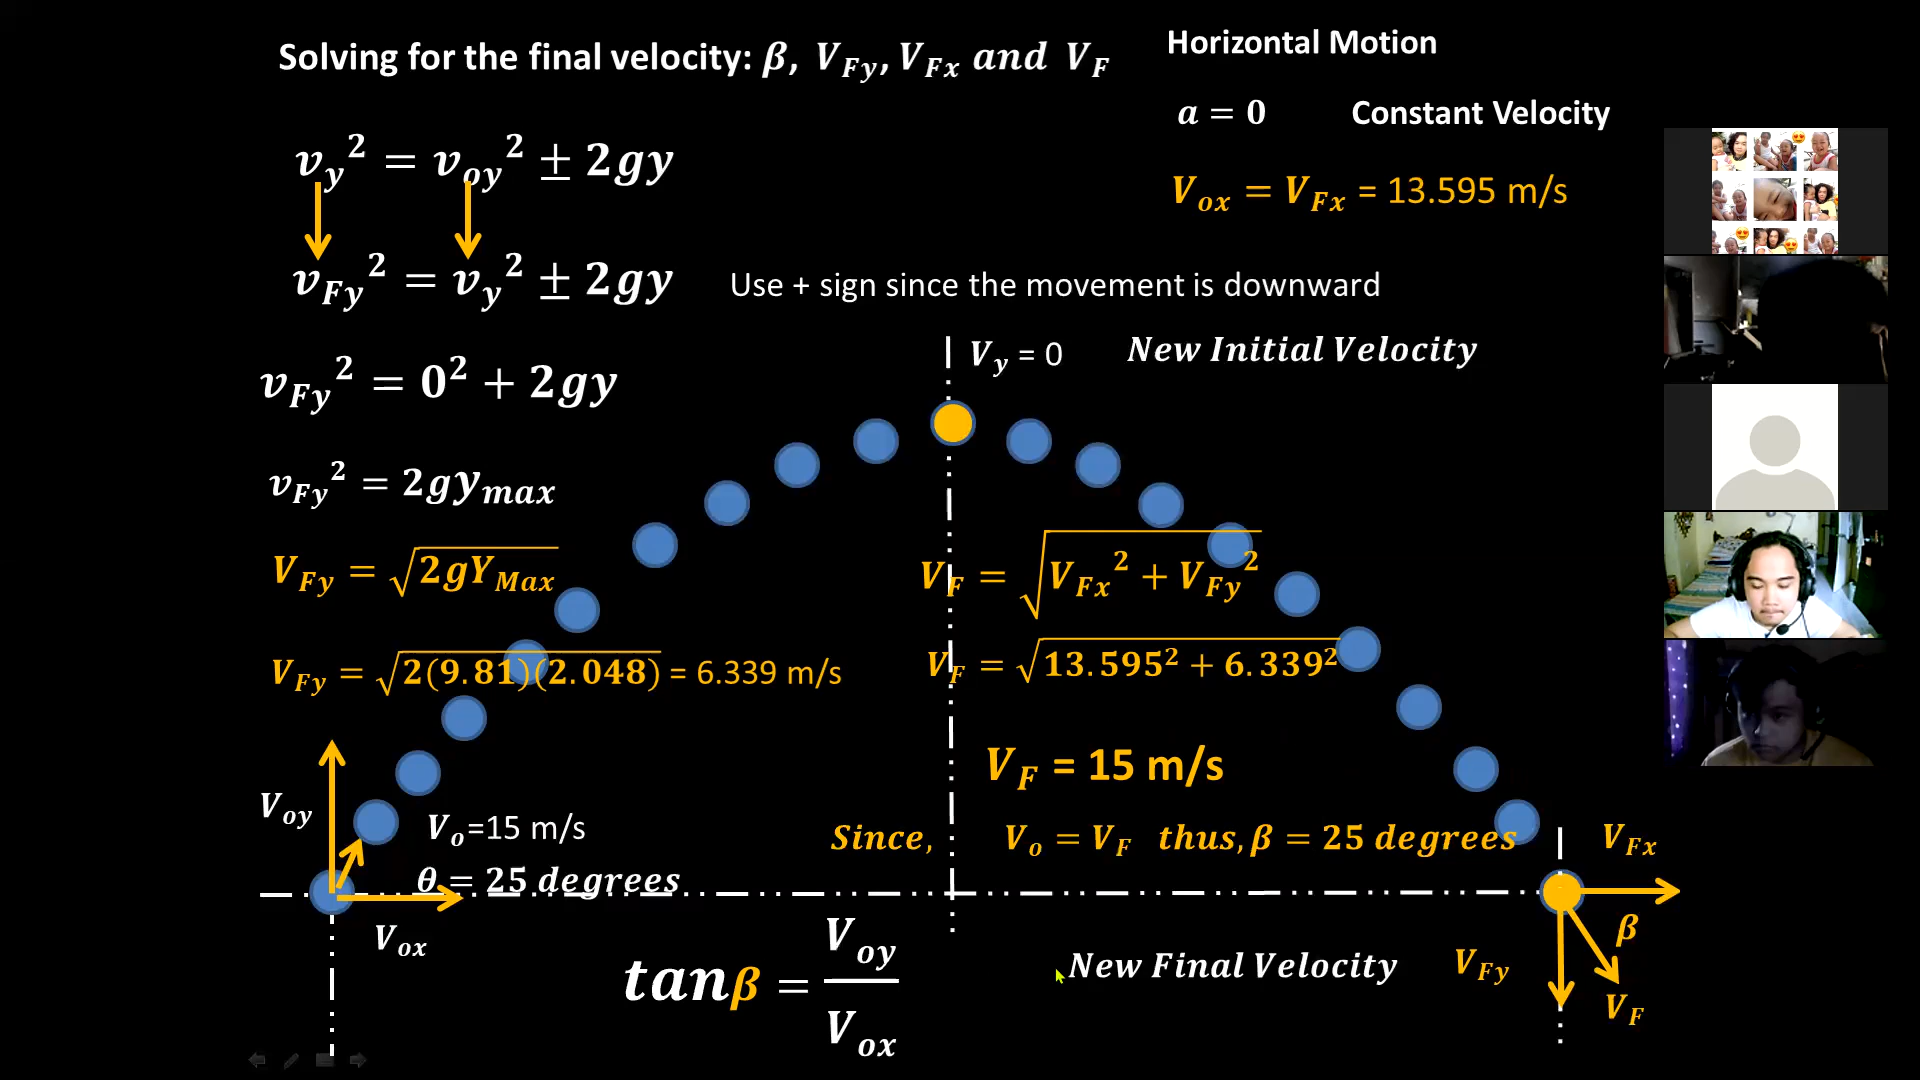 Solving for the final velocity: β, V_Fy, V_Fx and V_F
Horizontal Motion
a = 0 Constant Velocity
V_ox = V_Fx = 13.595 m/s
v_y² = v_oy² ± 2gy
v_Fy² = v_y² ± 2gy
Use + sign since the movement is downward
V_y = 0 New Initial Velocity
v_Fy² = 0² + 2gy
v_Fy² = 2gy_max
V_Fy = √(2gY_Max)
V_Fy = √(2(9.81)(2.048)) = 6.339 m/s
V_F = √(V_Fx² + V_Fy²)
V_F = √(13.595² + 6.339²)
V_F = 15 m/s
Since, V_o = V_F thus, β = 25 degrees
V_oy
V_o=15 m/s
θ = 25 degrees
V_ox
tanβ = V_oy / V_ox
New Final Velocity
V_Fx
β
V_Fy
V_F